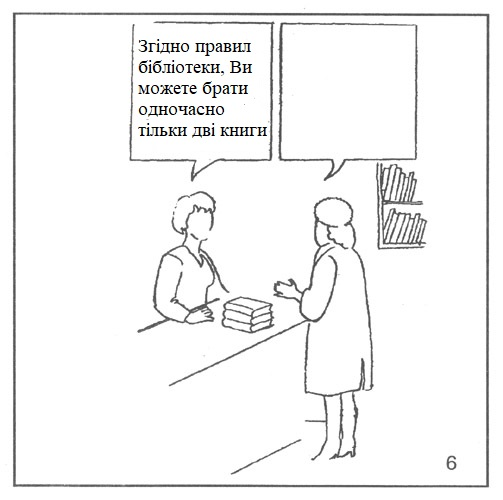 Згідно правил
бібліотеки, Ви
можете брати
одночасно
тільки дві книги
6